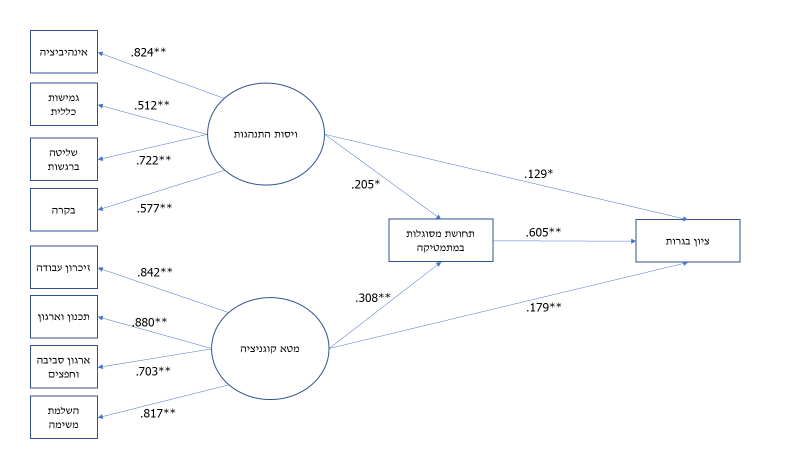 אינהיביציה
.824**
גמישות
כללית
.512**
ויסות התנהגות
שליטה
ברגשות
.722**
.129*
.205*
בקרה
.577**
תחושת מסוגלות
במתמטיקה
.605**
ציון בגרות
זיכרון עבודה
.842**
.308**
.179**
תכנון וארגון
.880**
מטא קוגניציה
ארגון סביבה
וחפצים
.703**
השלמת
משימה
.817**